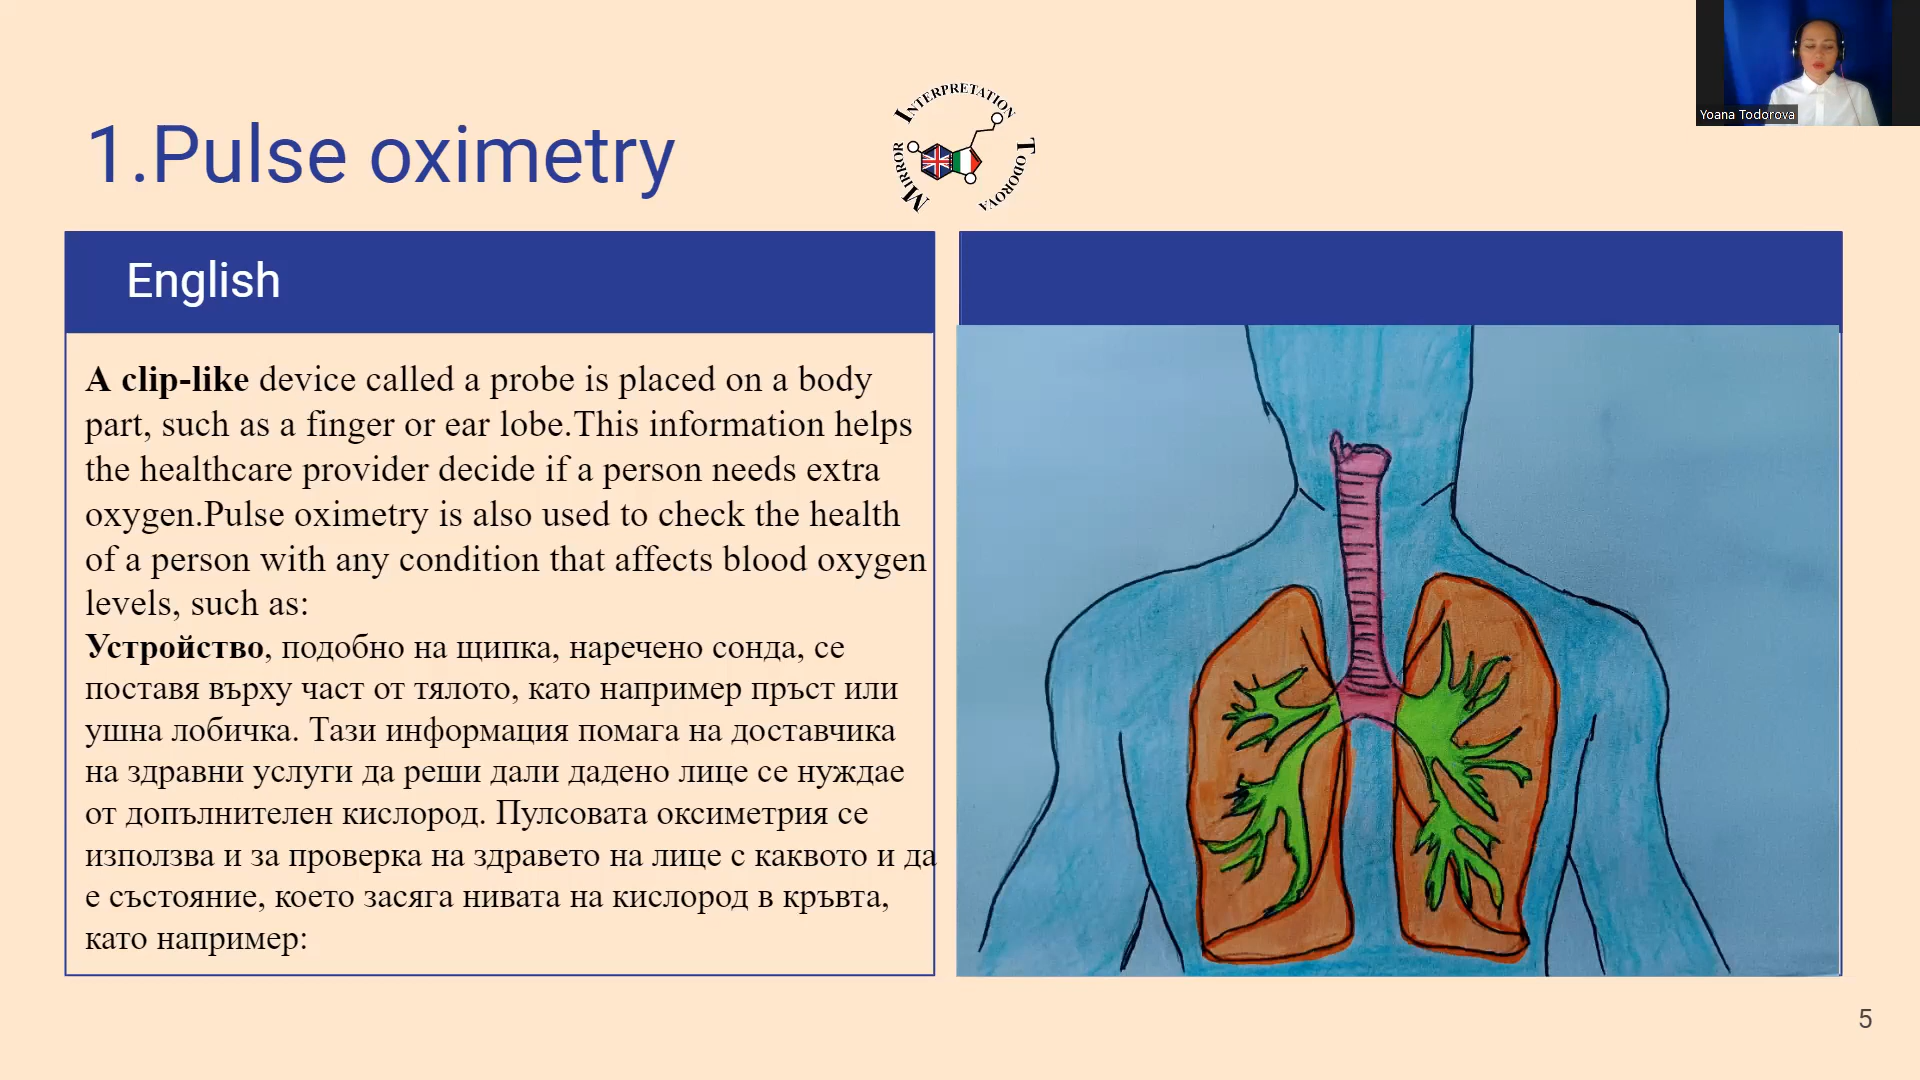 Yoana Todorova
1.Pulse oximetry
MIRROR INTERPRETATION TODOROVA
English
A clip-like device called a probe is placed on a body
part, such as a finger or ear lobe.This information helps
the healthcare provider decide if a person needs extra
oxygen.Pulse oximetry is also used to check the health
of a person with any condition that affects blood oxygen
levels, such as:
Устройство, подобно на щипка, наречено сонда, се
поставя върху част от тялото, като например пръст или
ушна лобичка. Тази информация помага на доставчика
на здравни услуги да реши дали дадено лице се нуждае
от допълнителен кислород. Пулсовата оксиметрия се
използва и за проверка на здравето на лице с каквото и да
е състояние, което засяга нивата на кислород в кръвта,
като например:
5